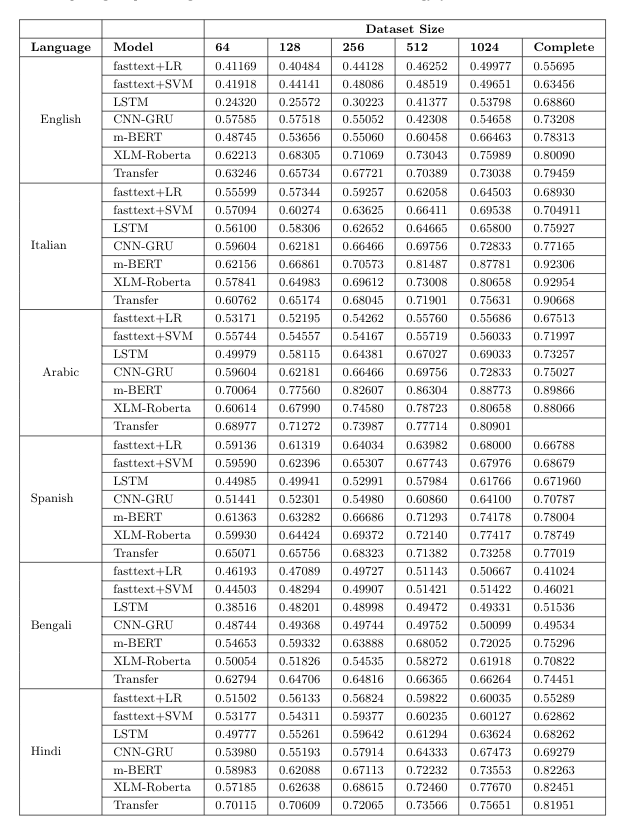 Dataset Size
Language Model 64 128 256 512 1024 Complete
fasttext+LR 0.41169 0.40484 0.44128 0.46252 0.49977 0.55695
fasttext+SVM 0.41918 0.44141 0.48086 0.48519 0.49651 0.63456
LSTM 0.24320 0.25572 0.30223 0.41377 0.53798 0.68860
English CNN-GRU 0.57585 0.57518 0.55052 0.42308 0.54658 0.73208
m-BERT 0.48745 0.53656 0.55060 0.60458 0.66463 0.78313
XLM-Roberta 0.62213 0.68305 0.71069 0.73043 0.75989 0.80090
Transfer 0.63246 0.65734 0.67721 0.70389 0.73038 0.79459
fasttext+LR 0.55599 0.57344 0.59257 0.62058 0.64503 0.68930
fasttext+SVM 0.57094 0.60274 0.63625 0.66411 0.69538 0.704911
LSTM 0.56100 0.58306 0.62652 0.64665 0.65800 0.75927
Italian CNN-GRU 0.59604 0.62181 0.66466 0.69756 0.72833 0.77165
m-BERT 0.62156 0.66861 0.70573 0.81487 0.87781 0.92306
XLM-Roberta 0.57841 0.64983 0.69612 0.73008 0.80658 0.92954
Transfer 0.60762 0.65174 0.68045 0.71901 0.75631 0.90668
fasttext+LR 0.53171 0.52195 0.54262 0.55760 0.55686 0.67513
fasttext+SVM 0.55744 0.54557 0.54167 0.55719 0.56033 0.71997
LSTM 0.49979 0.58115 0.64381 0.67027 0.69033 0.73257
Arabic CNN-GRU 0.59604 0.62181 0.66466 0.69756 0.72833 0.75027
m-BERT 0.70064 0.77560 0.82607 0.86304 0.88773 0.89866
XLM-Roberta 0.60614 0.67990 0.74580 0.78723 0.80658 0.88066
Transfer 0.68977 0.71272 0.73987 0.77714 0.80901
fasttext+LR 0.59136 0.61319 0.64034 0.63982 0.68000 0.66788
fasttext+SVM 0.59590 0.62396 0.65307 0.67743 0.67976 0.68679
LSTM 0.44985 0.49941 0.52991 0.57984 0.61766 0.671960
Spanish CNN-GRU 0.51441 0.52301 0.54980 0.60860 0.64100 0.70787
m-BERT 0.61363 0.63282 0.66686 0.71293 0.74178 0.78004
XLM-Roberta 0.59930 0.64424 0.69372 0.72140 0.77417 0.78749
Transfer 0.65071 0.65756 0.68323 0.71382 0.73258 0.77019
fasttext+LR 0.46193 0.47089 0.49727 0.51143 0.50667 0.41024
fasttext+SVM 0.44503 0.48294 0.49907 0.51421 0.51422 0.46021
LSTM 0.38516 0.48201 0.48998 0.49472 0.49331 0.51536
Bengali CNN-GRU 0.48744 0.49368 0.49744 0.49752 0.50099 0.49534
m-BERT 0.54653 0.59332 0.63888 0.68052 0.72025 0.75296
XLM-Roberta 0.50054 0.51826 0.54535 0.58272 0.61918 0.70822
Transfer 0.62794 0.64706 0.64816 0.66365 0.66264 0.74451
fasttext+LR 0.51502 0.56133 0.56824 0.59822 0.60035 0.55289
fasttext+SVM 0.53177 0.54311 0.59377 0.60235 0.60127 0.62862
LSTM 0.49777 0.55261 0.59642 0.61294 0.63624 0.68262
Hindi CNN-GRU 0.53980 0.55193 0.57914 0.64333 0.67473 0.69279
m-BERT 0.58983 0.62088 0.67113 0.72232 0.73553 0.82263
XLM-Roberta 0.57185 0.62638 0.68615 0.72460 0.77670 0.82451
Transfer 0.70115 0.70609 0.72065 0.73566 0.75651 0.81951